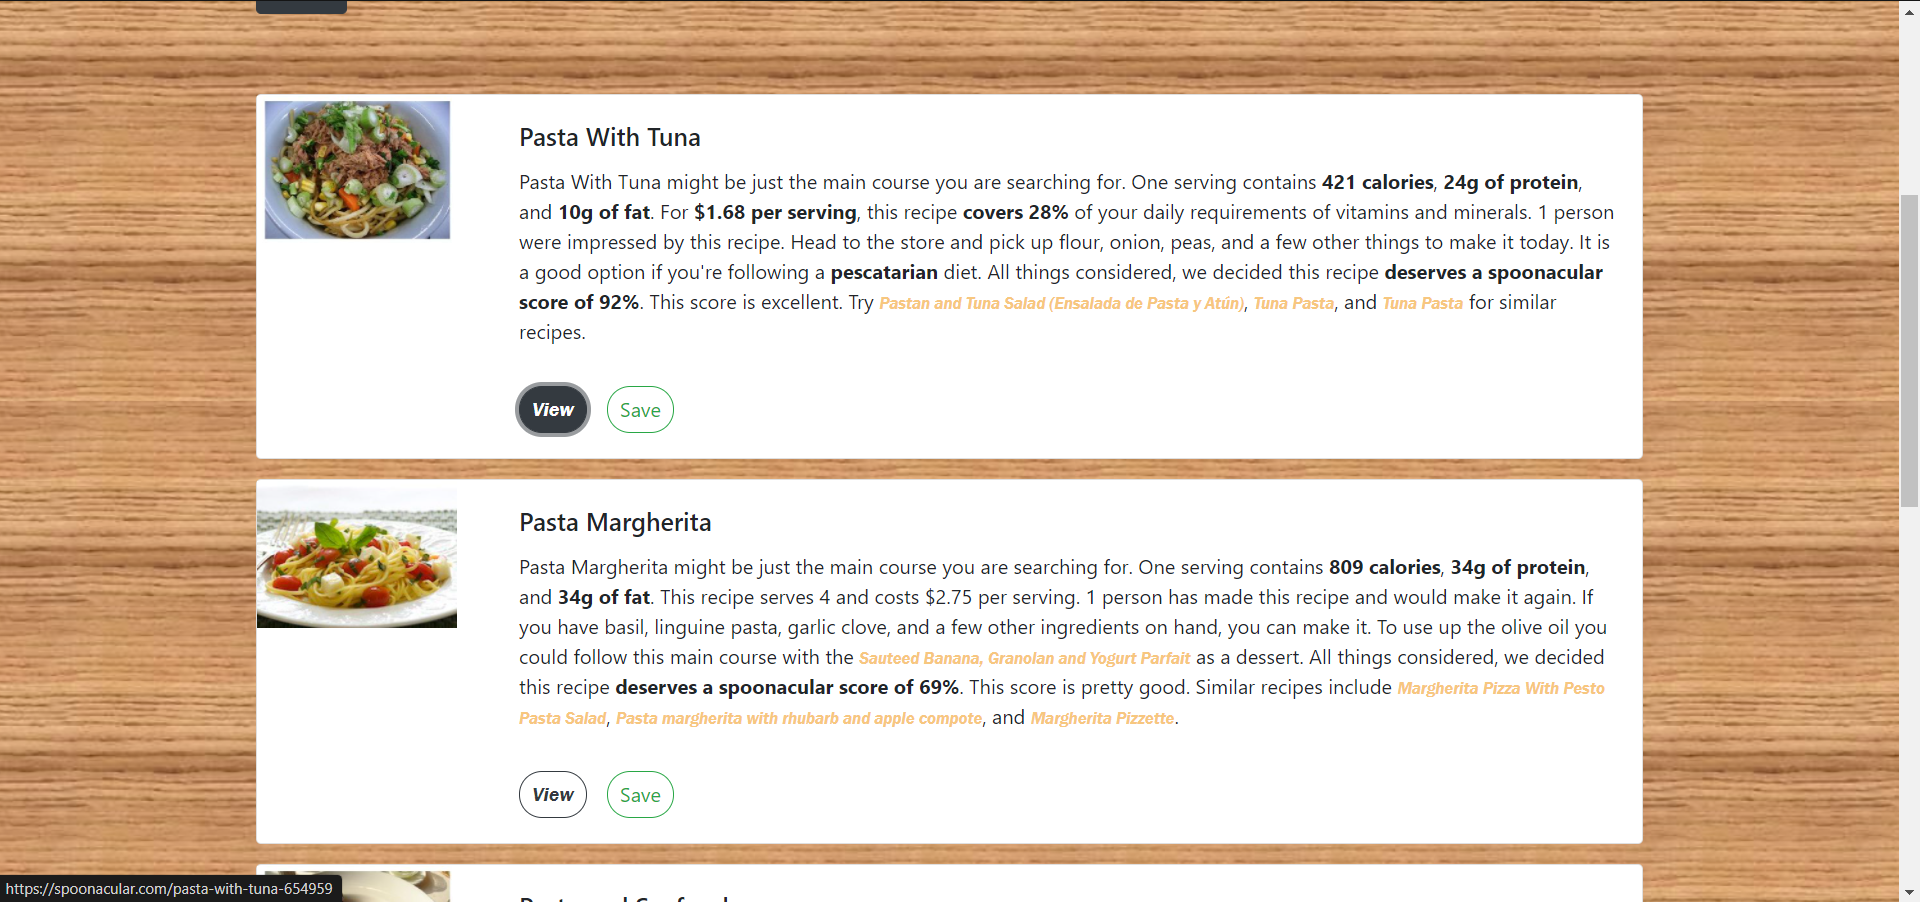 Pasta With Tuna
Pasta With Tuna might be just the main course you are searching for. One serving contains 421 calories, 24g of protein,
and 10g of fat. For $1.68 per serving, this recipe covers 28% of your daily requirements of vitamins and minerals. 1 person
were impressed by this recipe. Head to the store and pick up flour, onion, peas, and a few other things to make it today. It is
a good option if you're following a pescatarian diet. All things considered, we decided this recipe deserves a spoonacular
score of 92%. This score is excellent. Try Pastan and Tuna Salad (Ensalada de Pasta y Atún), Tuna Pasta, and Tuna Pasta for similar
recipes.
View Save
Pasta Margherita
Pasta Margherita might be just the main course you are searching for. One serving contains 809 calories, 34g of protein,
and 34g of fat. This recipe serves 4 and costs $2.75 per serving. 1 person has made this recipe and would make it again. If
you have basil, linguine pasta, garlic clove, and a few other ingredients on hand, you can make it. To use up the olive oil you
could follow this main course with the Sauteed Banana, Granolan and Yogurt Parfait as a dessert. All things considered, we decided
this recipe deserves a spoonacular score of 69%. This score is pretty good. Similar recipes include Margherita Pizza With Pesto
Pasta Salad, Pasta margherita with rhubarb and apple compote, and Margherita Pizzette.
View Save
https://spoonacular.com/pasta-with-tuna-654959